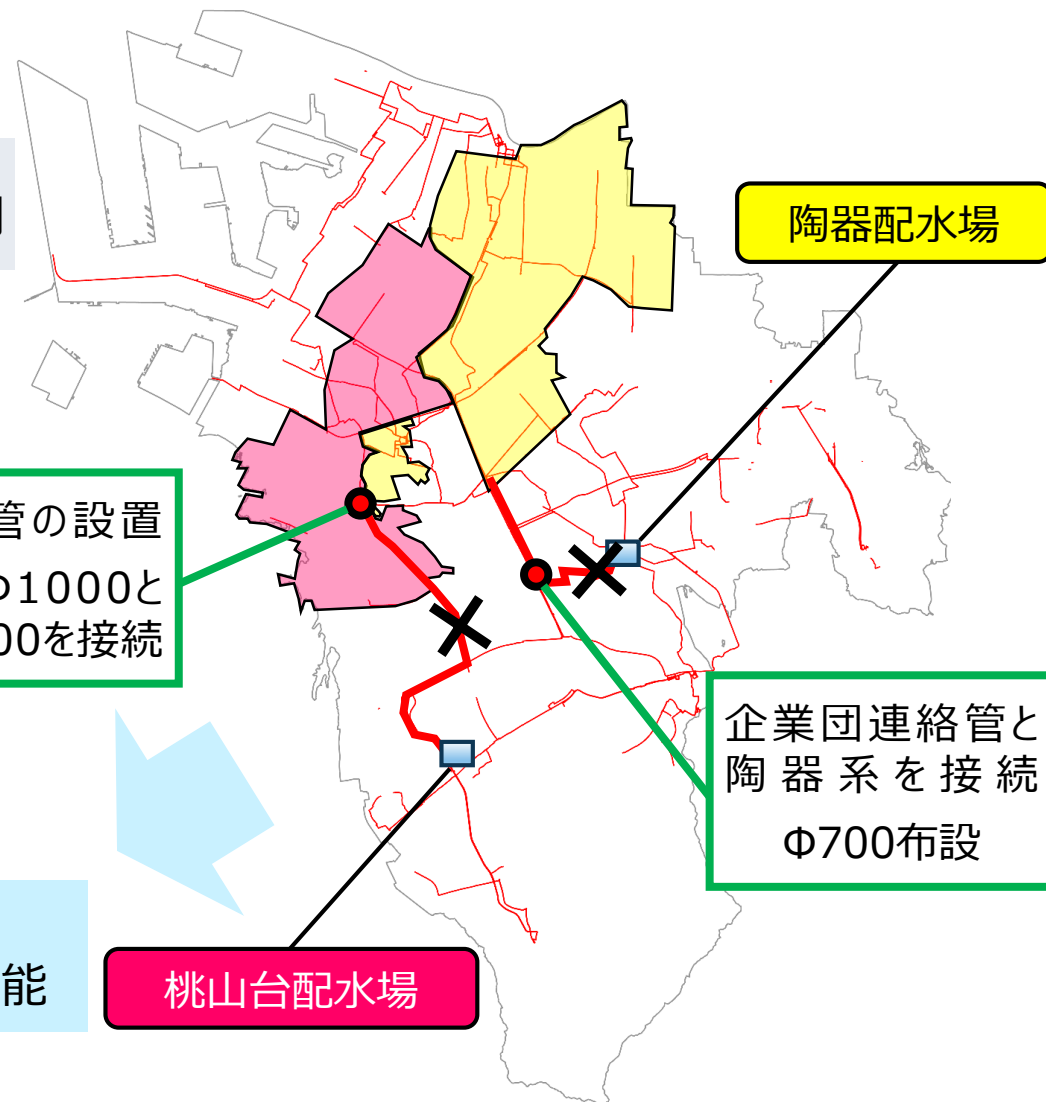 陶器配水場
管の設置
1000と
00を接続
企業団連絡管と
陶器系を接続
Φ700布設
能
桃山台配水場